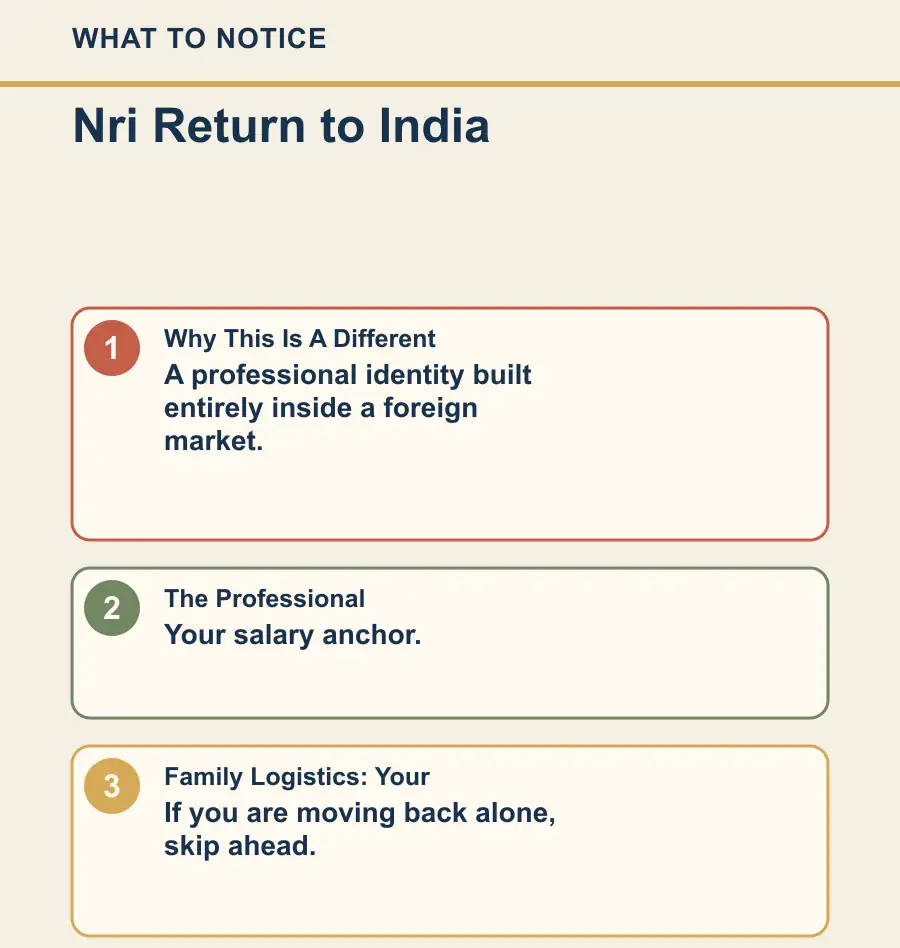 WHAT TO NOTICE
Nri Return to India
1
Why This Is A Different
A professional identity built
entirely inside a foreign
market.
2
The Professional
Your salary anchor.
3
Family Logistics: Your
If you are moving back alone,
skip ahead.